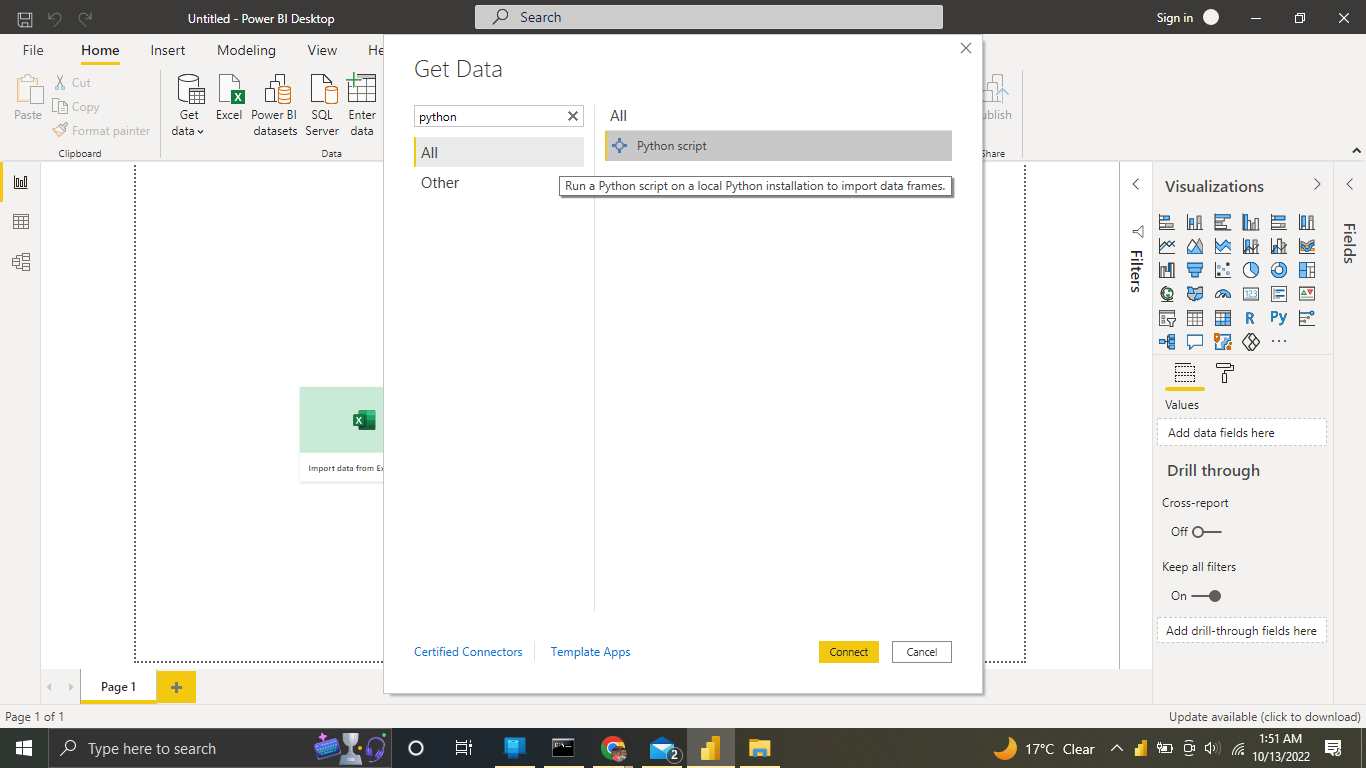 Untitled - Power BI Desktop
Search
Sign in
File Home Insert Modeling View He
Paste
Cut
Copy
Format painter
Clipboard
Get data
Excel
Power BI datasets
SQL Server
Enter data
Data
ublish
Share
Get Data
python
All
Other
All
Python script
Run a Python script on a local Python installation to import data frames.
Import data from Ex
Certified Connectors
Template Apps
Connect
Cancel
Filters
Visualizations
Fields
123
R
Py
Values
Add data fields here
Drill through
Cross-report
Off
Keep all filters
On
Add drill-through fields here
Page 1
Page 1 of 1
Update available (click to download)
Type here to search
2
17°C Clear
1:51 AM
10/13/2022